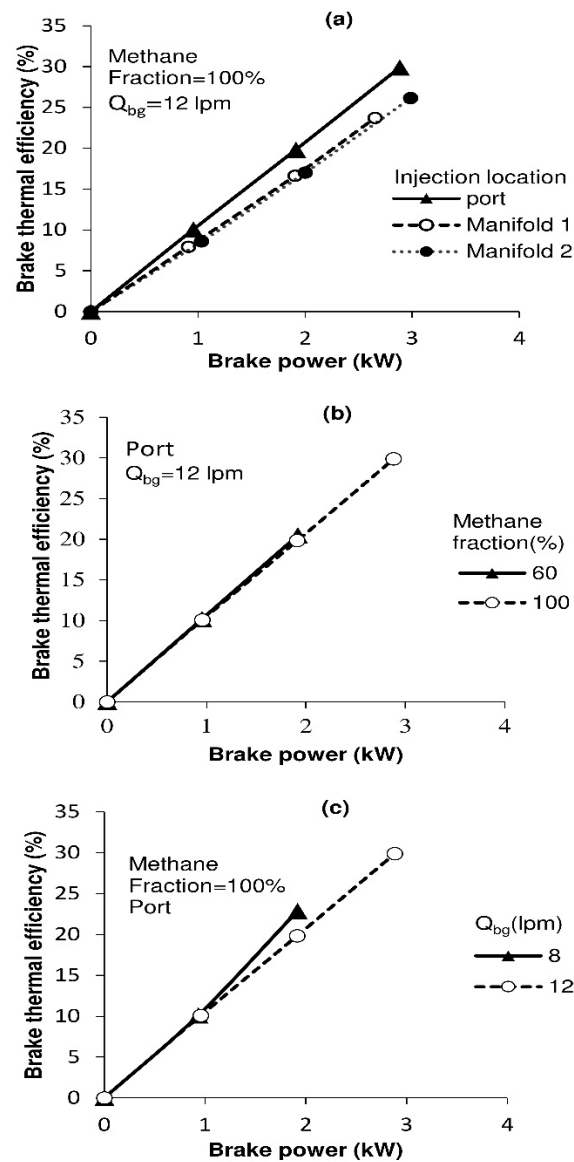 (a)
Brake thermal efficiency (%)
35
30
25
20
15
10
5
0
Methane
Fraction=100%
Qbg=12 lpm
Injection location
port
Manifold 1
Manifold 2
0 1 2 3 4
Brake power (kW)
(b)
Brake thermal efficiency (%)
35
30
25
20
15
10
5
0
Port
Qbg=12 lpm
Methane
fraction(%)
60
100
0 1 2 3 4
Brake power (kW)
(c)
Brake thermal efficiency (%)
35
30
25
20
15
10
5
0
Methane
Fraction=100%
Port
Qbg(lpm)
8
12
0 1 2 3 4
Brake power (kW)